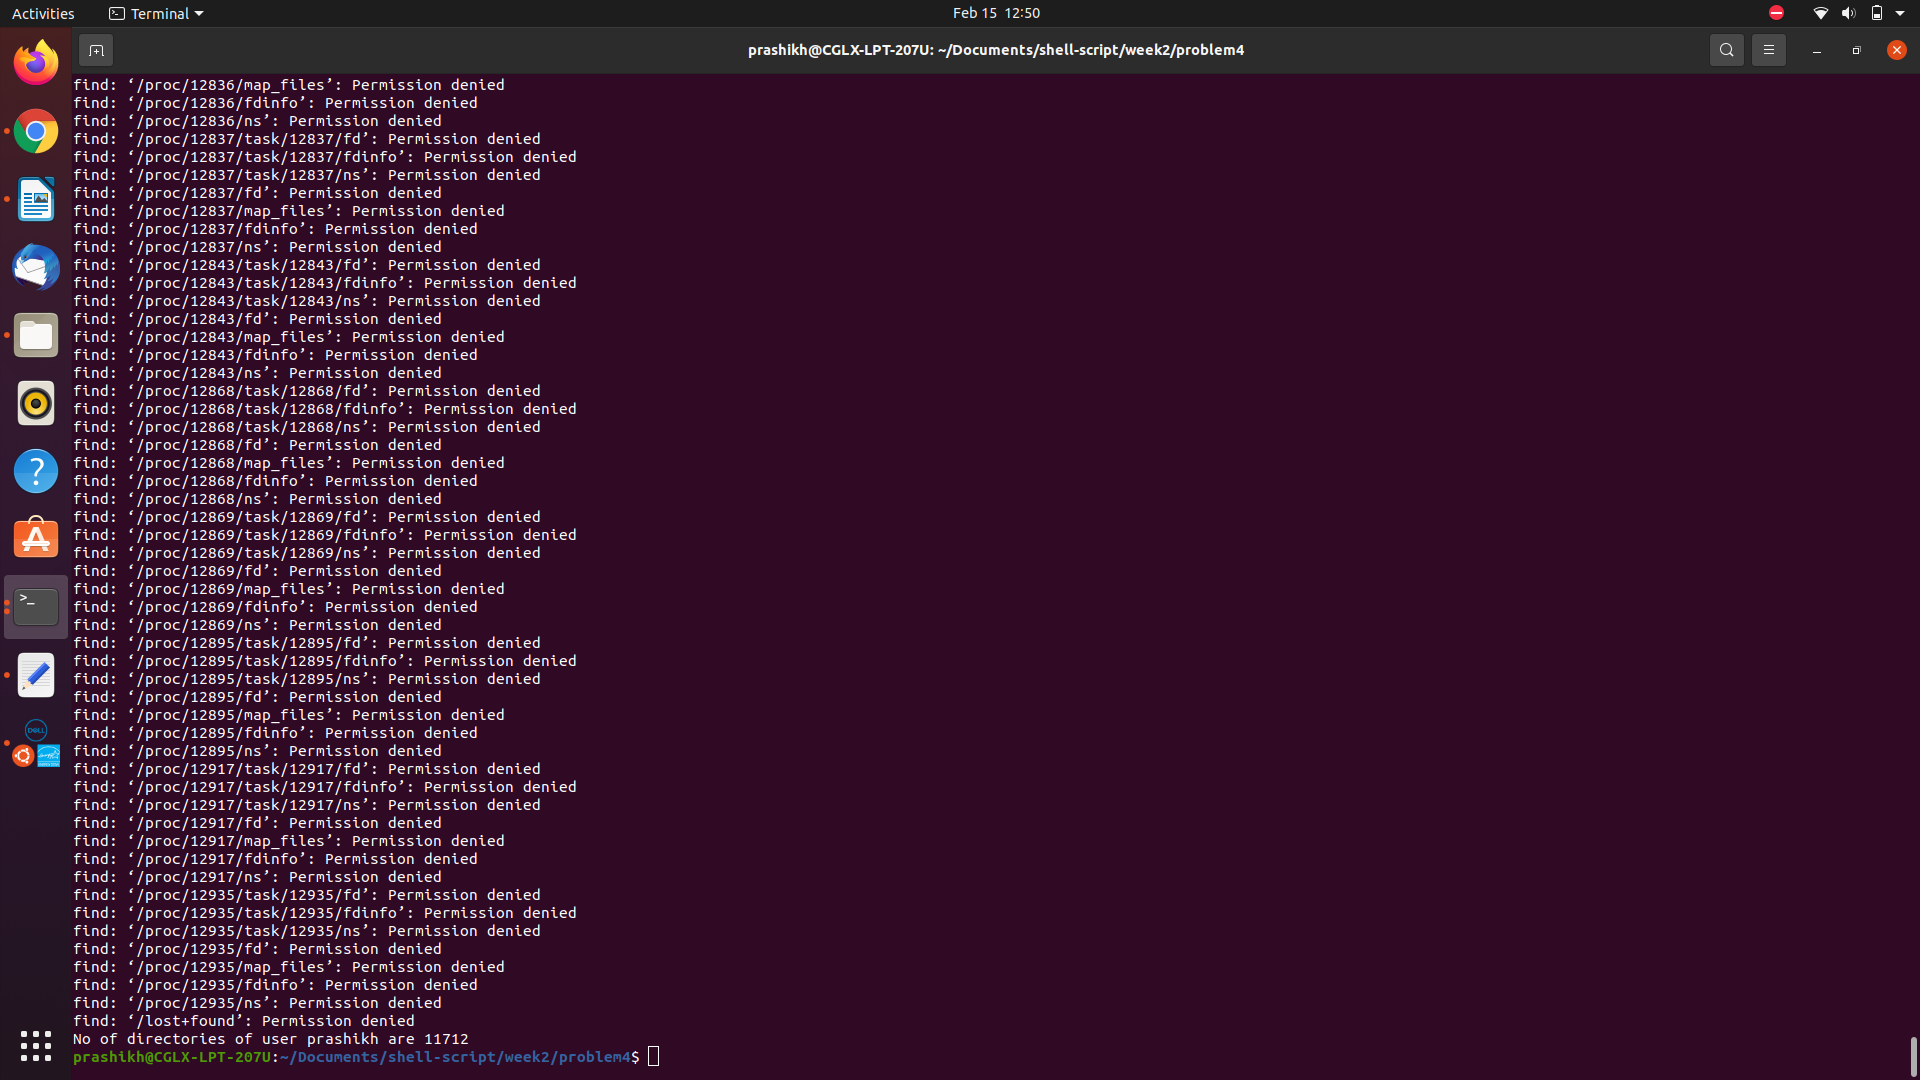 Activities
Terminal
Feb 15 12:50
prashikh@CGLX-LPT-207U: ~/Documents/shell-script/week2/problem4
find: ‘/proc/12836/map_files’: Permission denied
find: ‘/proc/12836/fdinfo’: Permission denied
find: ‘/proc/12836/ns’: Permission denied
find: ‘/proc/12837/task/12837/fd’: Permission denied
find: ‘/proc/12837/task/12837/fdinfo’: Permission denied
find: ‘/proc/12837/task/12837/ns’: Permission denied
find: ‘/proc/12837/fd’: Permission denied
find: ‘/proc/12837/map_files’: Permission denied
find: ‘/proc/12837/fdinfo’: Permission denied
find: ‘/proc/12837/ns’: Permission denied
find: ‘/proc/12843/task/12843/fd’: Permission denied
find: ‘/proc/12843/task/12843/fdinfo’: Permission denied
find: ‘/proc/12843/task/12843/ns’: Permission denied
find: ‘/proc/12843/fd’: Permission denied
find: ‘/proc/12843/map_files’: Permission denied
find: ‘/proc/12843/fdinfo’: Permission denied
find: ‘/proc/12843/ns’: Permission denied
find: ‘/proc/12868/task/12868/fd’: Permission denied
find: ‘/proc/12868/task/12868/fdinfo’: Permission denied
find: ‘/proc/12868/task/12868/ns’: Permission denied
find: ‘/proc/12868/fd’: Permission denied
find: ‘/proc/12868/map_files’: Permission denied
find: ‘/proc/12868/fdinfo’: Permission denied
find: ‘/proc/12868/ns’: Permission denied
find: ‘/proc/12869/task/12869/fd’: Permission denied
find: ‘/proc/12869/task/12869/fdinfo’: Permission denied
find: ‘/proc/12869/task/12869/ns’: Permission denied
find: ‘/proc/12869/fd’: Permission denied
find: ‘/proc/12869/map_files’: Permission denied
find: ‘/proc/12869/fdinfo’: Permission denied
find: ‘/proc/12869/ns’: Permission denied
find: ‘/proc/12895/task/12895/fd’: Permission denied
find: ‘/proc/12895/task/12895/fdinfo’: Permission denied
find: ‘/proc/12895/task/12895/ns’: Permission denied
find: ‘/proc/12895/fd’: Permission denied
find: ‘/proc/12895/map_files’: Permission denied
find: ‘/proc/12895/fdinfo’: Permission denied
find: ‘/proc/12895/ns’: Permission denied
find: ‘/proc/12917/task/12917/fd’: Permission denied
find: ‘/proc/12917/task/12917/fdinfo’: Permission denied
find: ‘/proc/12917/task/12917/ns’: Permission denied
find: ‘/proc/12917/fd’: Permission denied
find: ‘/proc/12917/map_files’: Permission denied
find: ‘/proc/12917/fdinfo’: Permission denied
find: ‘/proc/12917/ns’: Permission denied
find: ‘/proc/12935/task/12935/fd’: Permission denied
find: ‘/proc/12935/task/12935/fdinfo’: Permission denied
find: ‘/proc/12935/task/12935/ns’: Permission denied
find: ‘/proc/12935/fd’: Permission denied
find: ‘/proc/12935/map_files’: Permission denied
find: ‘/proc/12935/fdinfo’: Permission denied
find: ‘/proc/12935/ns’: Permission denied
find: ‘/lost+found’: Permission denied
No of directories of user prashikh are 11712
prashikh@CGLX-LPT-207U:~/Documents/shell-script/week2/problem4$
DELL